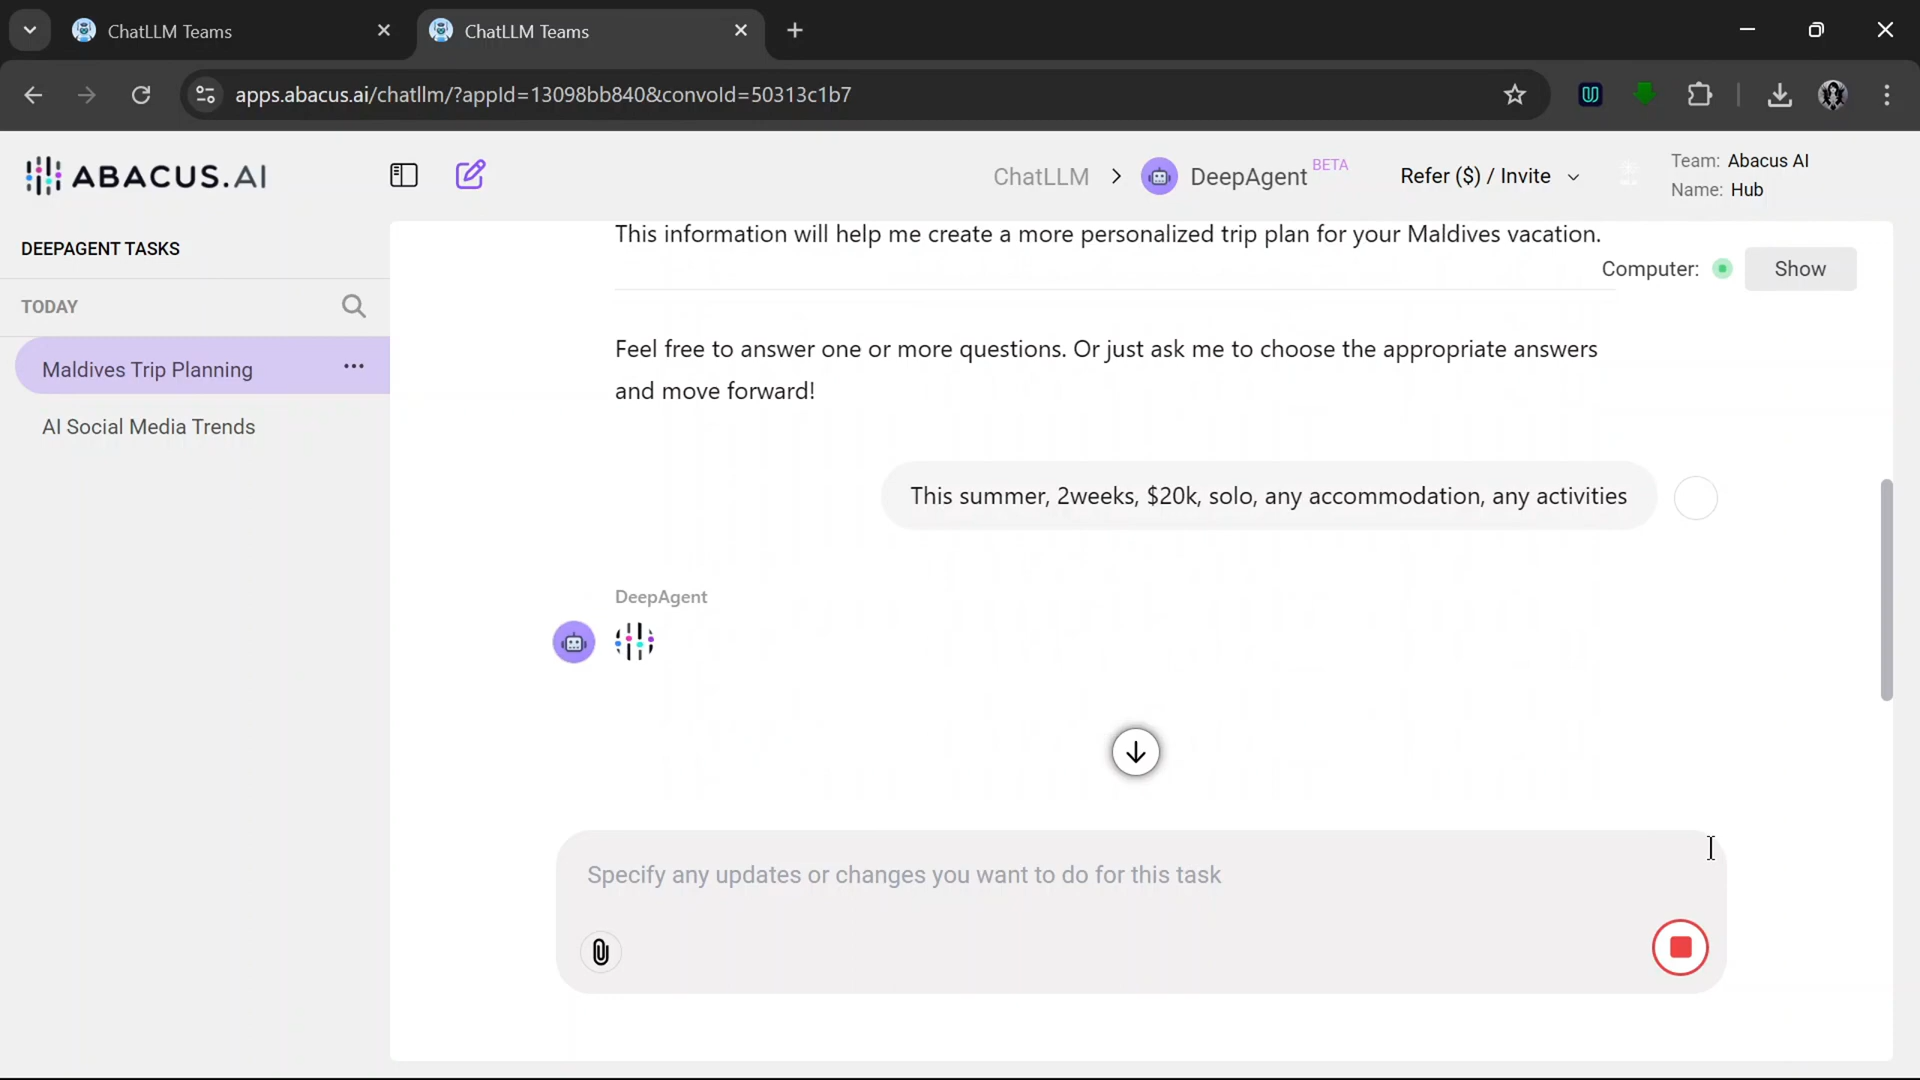 ChatLLM Teams
ChatLLM Teams
apps.abacus.ai/chatllm/?appId=13098bb840&convoId=50313c1b7
ABACUS.AI
ChatLLM > DeepAgent BETA
Refer ($) / Invite
Team: Abacus AI
Name: Hub
DEEPAGENT TASKS
TODAY
Maldives Trip Planning
AI Social Media Trends
This information will help me create a more personalized trip plan for your Maldives vacation.
Computer:
Show
Feel free to answer one or more questions. Or just ask me to choose the appropriate answers
and move forward!
This summer, 2weeks, $20k, solo, any accommodation, any activities
DeepAgent
Specify any updates or changes you want to do for this task